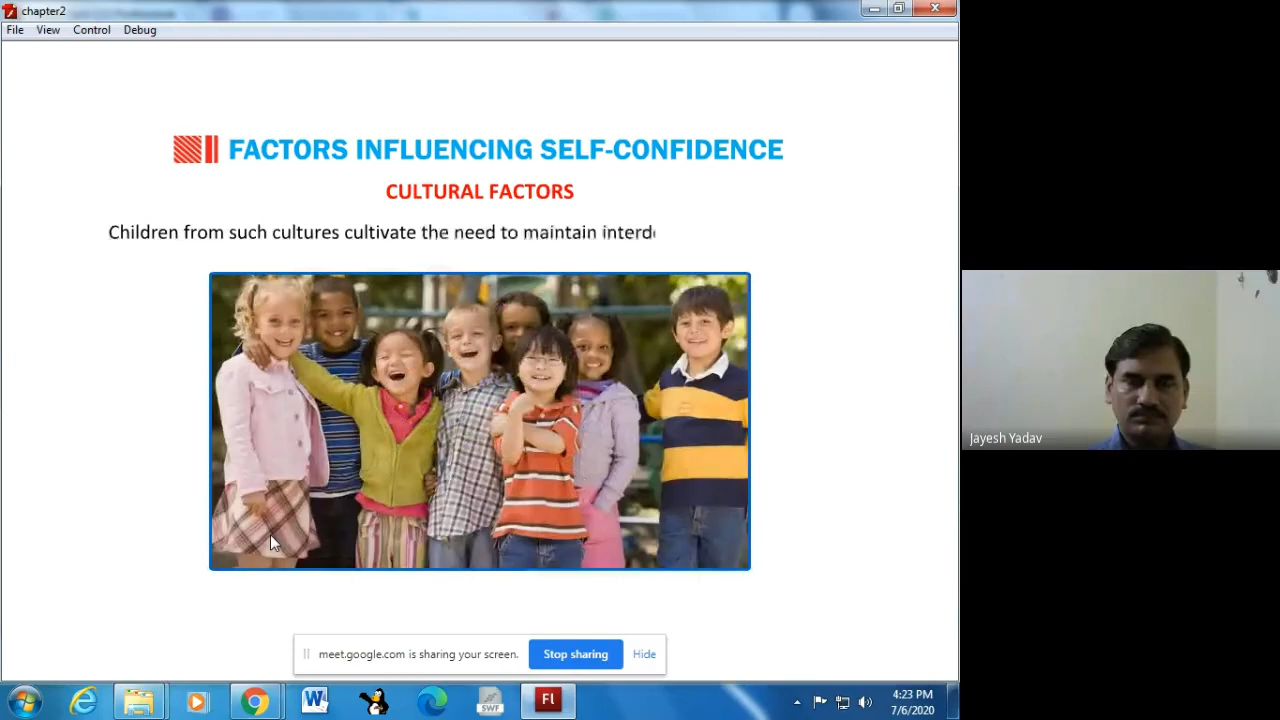 chapter2
File View Control Debug
FACTORS INFLUENCING SELF-CONFIDENCE
CULTURAL FACTORS
Children from such cultures cultivate the need to maintain
Jayesh Yadav
meet.google.com is sharing your screen. Stop sharing Hide
SWF
Fl
4:23 PM
7/6/2020